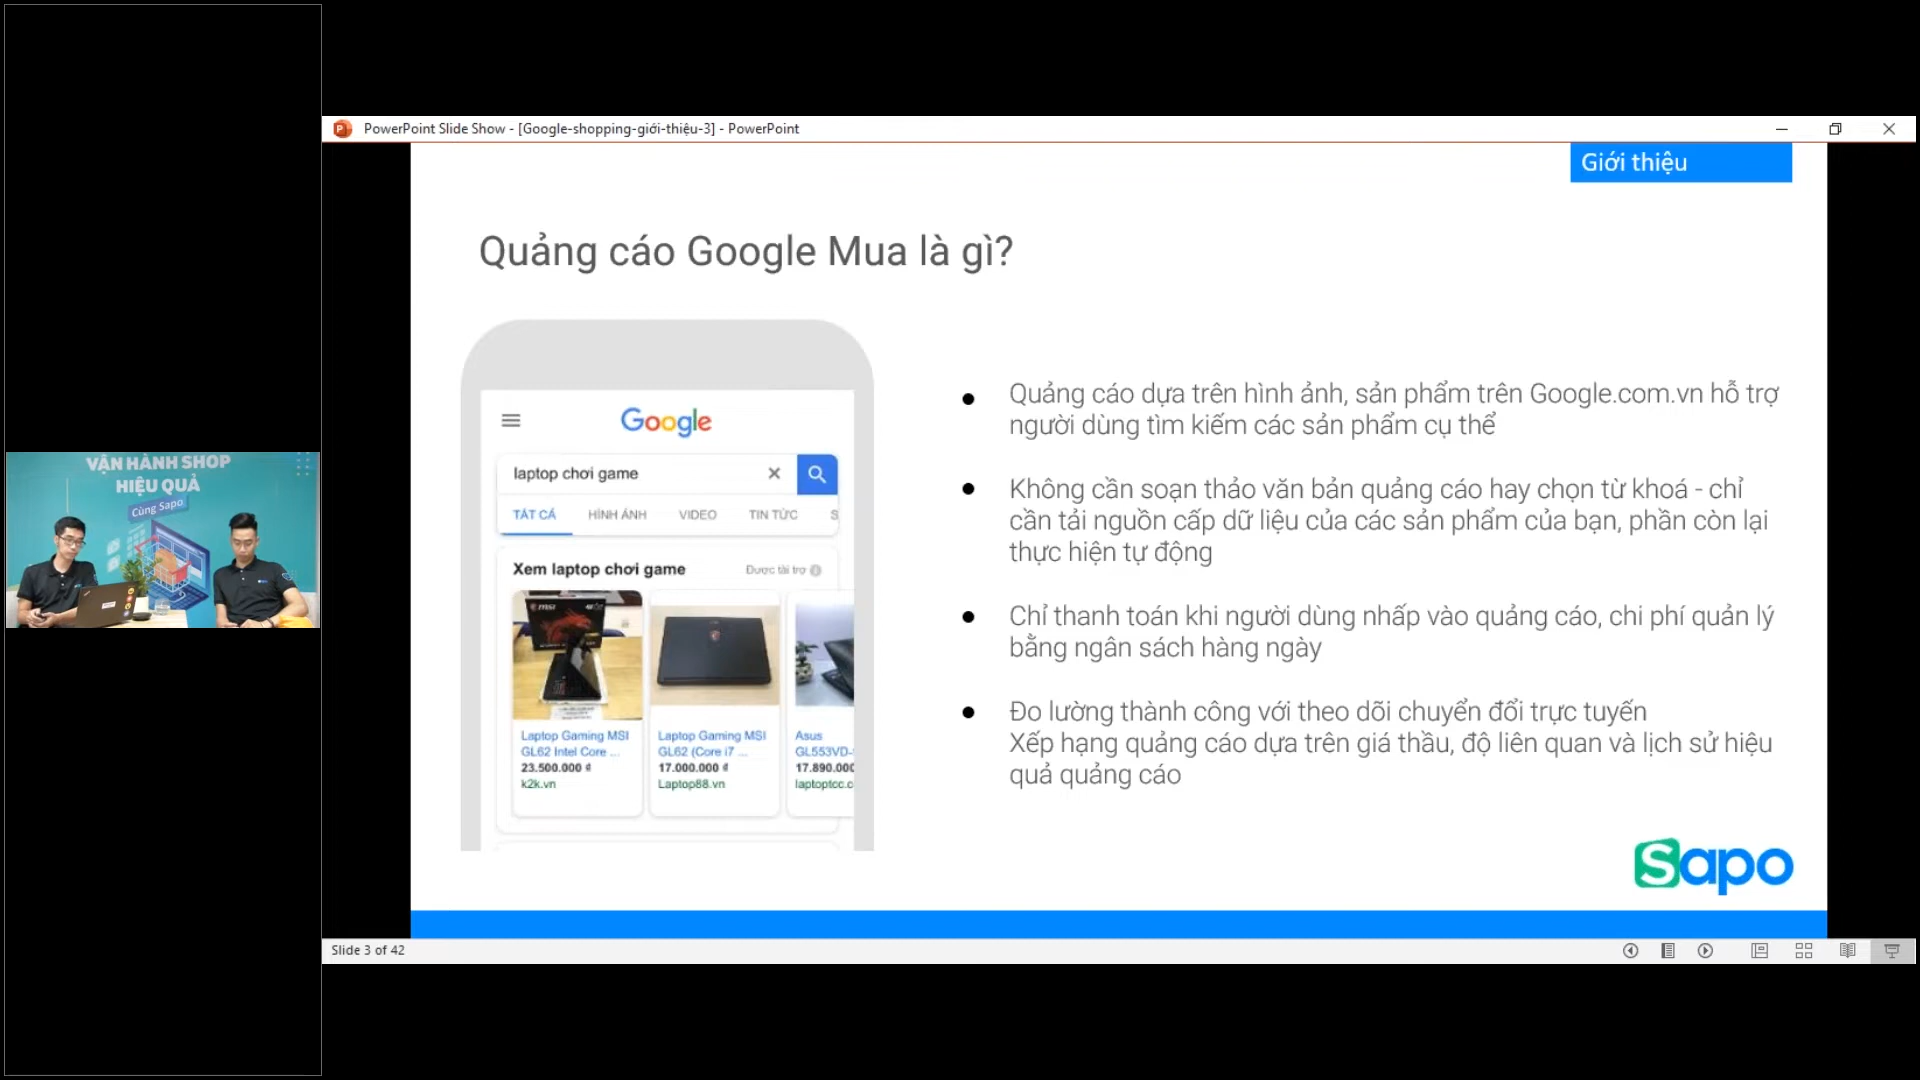 VẬN HÀNH SHOP
HIỆU QUẢ
Cùng Sapo
PowerPoint Slide Show - [Google-shopping-giới-thiệu-3] - PowerPoint
Giới thiệu
Quảng cáo Google Mua là gì?
Google
laptop chơi game
TẤT CẢ HÌNH ẢNH VIDEO TIN TỨC S
Xem laptop chơi game Được tài trợ
Laptop Gaming MSI
GL62 Intel Core ...
23.500.000 ₫
k2k.vn
Laptop Gaming MSI
GL62 (Core i7 ...
17.000.000 ₫
Laptop88.vn
Asus
GL553VD-
17.890.000
laptoptcc.c
Quảng cáo dựa trên hình ảnh, sản phẩm trên Google.com.vn hỗ trợ
người dùng tìm kiếm các sản phẩm cụ thể
Không cần soạn thảo văn bản quảng cáo hay chọn từ khoá - chỉ
cần tải nguồn cấp dữ liệu của các sản phẩm của bạn, phần còn lại
thực hiện tự động
Chỉ thanh toán khi người dùng nhấp vào quảng cáo, chi phí quản lý
bằng ngân sách hàng ngày
Đo lường thành công với theo dõi chuyển đổi trực tuyến
Xếp hạng quảng cáo dựa trên giá thầu, độ liên quan và lịch sử hiệu
quả quảng cáo
Sapo
Slide 3 of 42